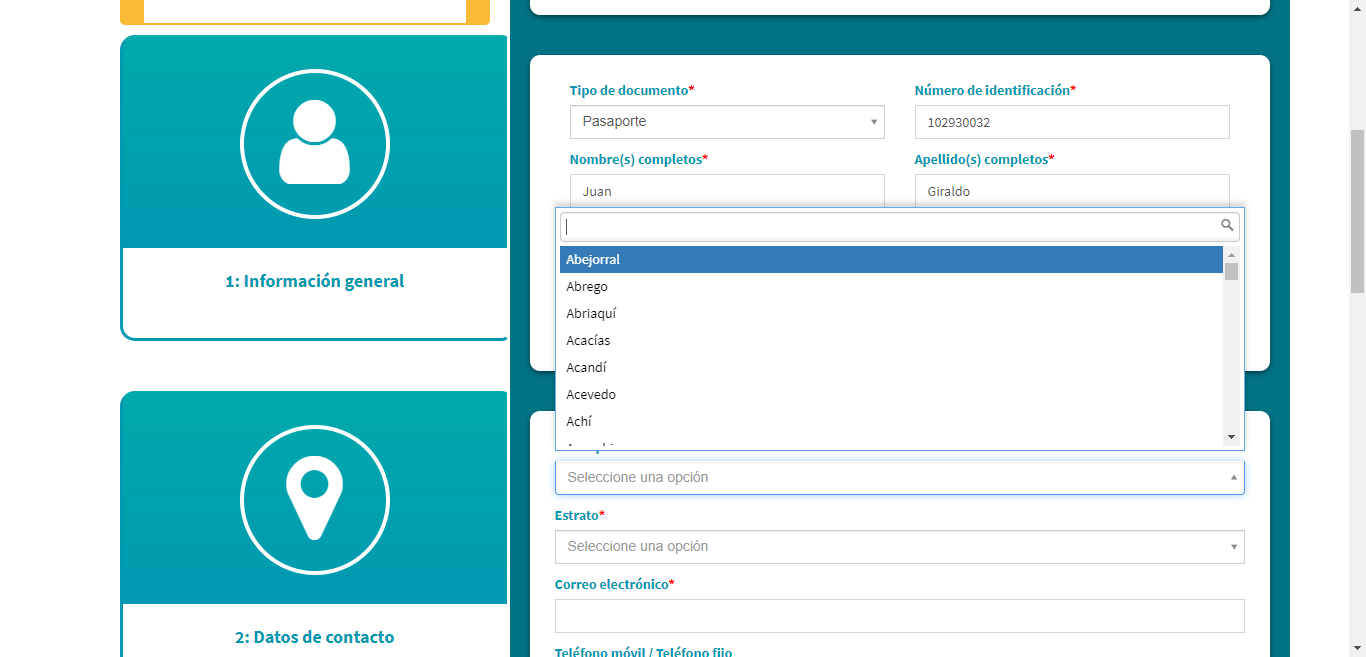 Tipo de documento*
Número de identificación*
Pasaporte
102930032
Nombre(s) completos*
Apellido(s) completos*
Juan
Giraldo
1: Información general
Abejorral
Abrego
Abriaquí
Acacías
Acandí
Acevedo
Achí
Seleccione una opción
Estrato*
Seleccione una opción
Correo electrónico*
2: Datos de contacto
Teléfono móvil / Teléfono fijo